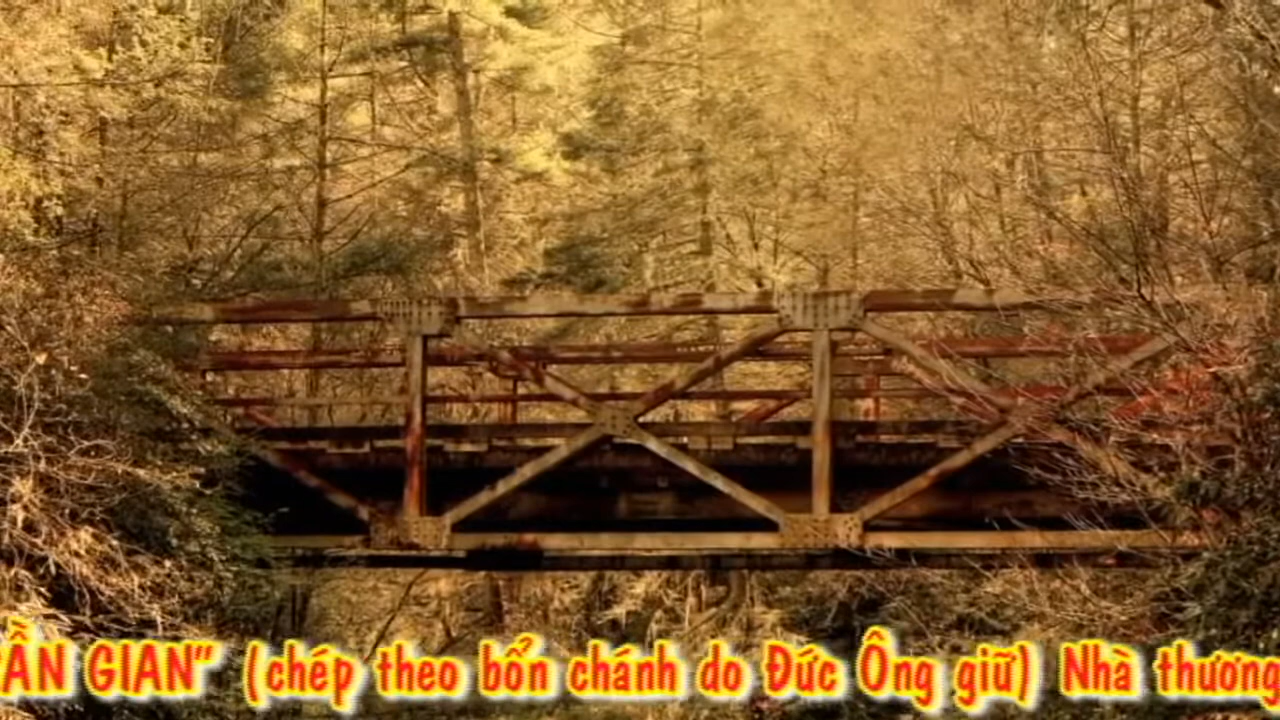 ẦN GIAN" (chép theo bổn chánh do Đức Ông giữ) Nhà thương